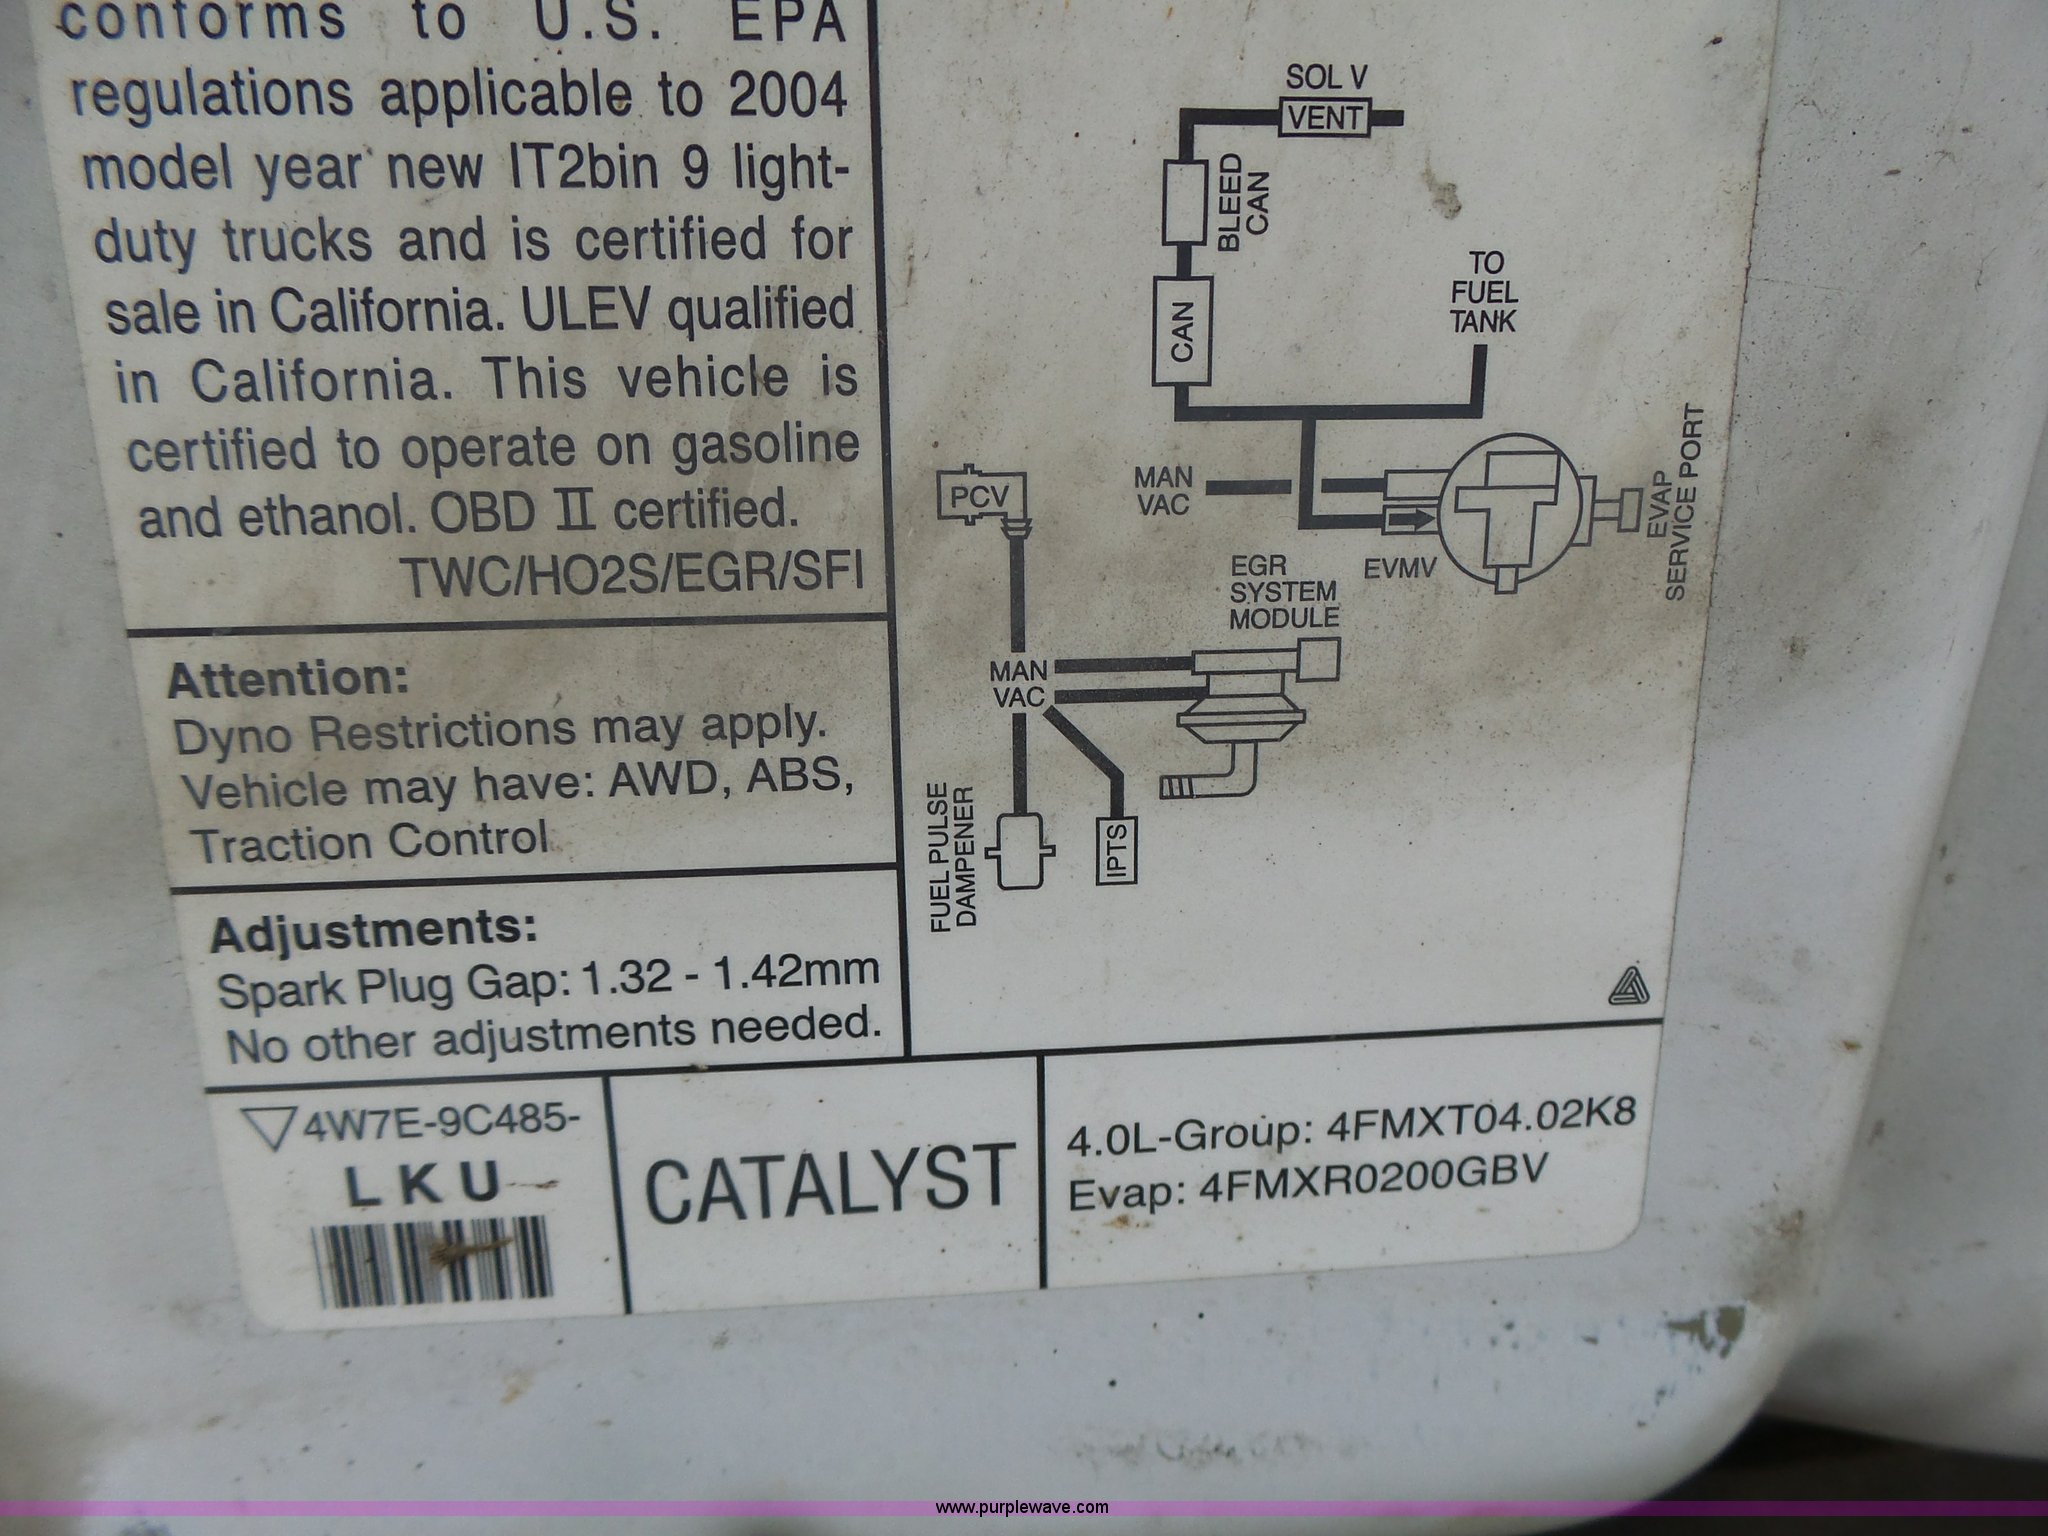 conforms to U.S. EPA
regulations applicable to 2004
model year new IT2bin 9 light-
duty trucks and is certified for
sale in California. ULEV qualified
in California. This vehicle is
certified to operate on gasoline
and ethanol. OBD II certified.
TWC/HO2S/EGR/SFI
Attention:
Dyno Restrictions may apply.
Vehicle may have: AWD, ABS,
Traction Control
Adjustments:
Spark Plug Gap: 1.32 - 1.42mm
No other adjustments needed.
SOL V
VENT
BLEED
CAN
CAN
TO
FUEL
TANK
MAN
VAC
EVMV
EVAP
SERVICE PORT
PCV
EGR
SYSTEM
MODULE
MAN
VAC
FUEL PULSE
DAMPENER
IPTS
4W7E-9C485-
LKU
CATALYST
4.0L-Group: 4FMXT04.02K8
Evap: 4FMXR0200GBV
www.purplewave.com